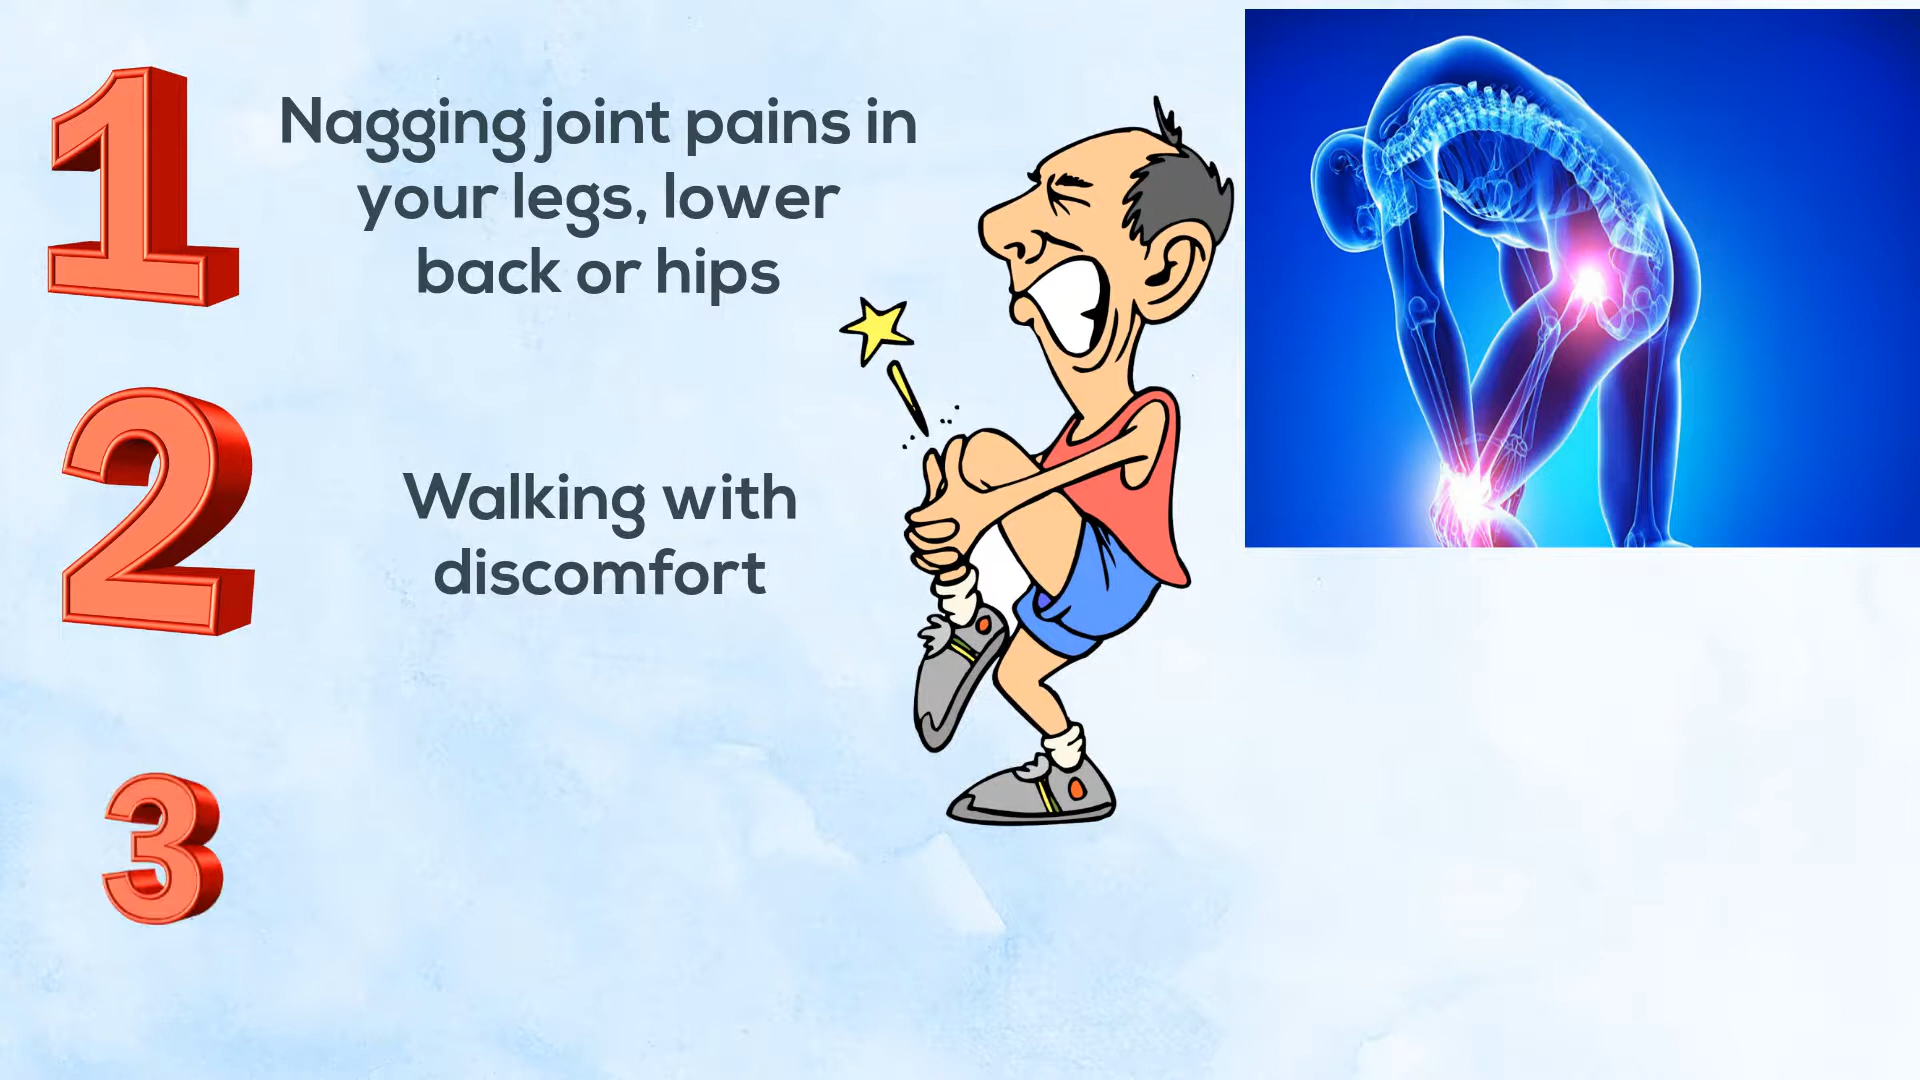 1
Nagging joint pains in
your legs, lower
back or hips
2
Walking with
discomfort
3